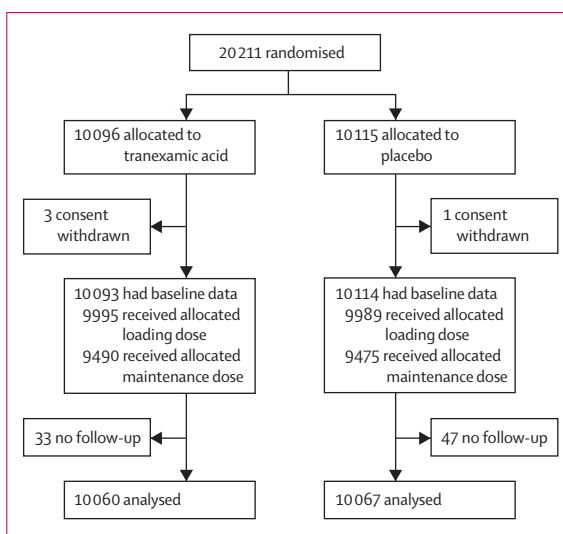 20 211 randomised
10 096 allocated to
tranexamic acid
10 115 allocated to
placebo
3 consent
withdrawn
1 consent
withdrawn
10 093 had baseline data
9995 received allocated
loading dose
9490 received allocated
maintenance dose
10 114 had baseline data
9989 received allocated
loading dose
9475 received allocated
maintenance dose
33 no follow-up
47 no follow-up
10 060 analysed
10 067 analysed